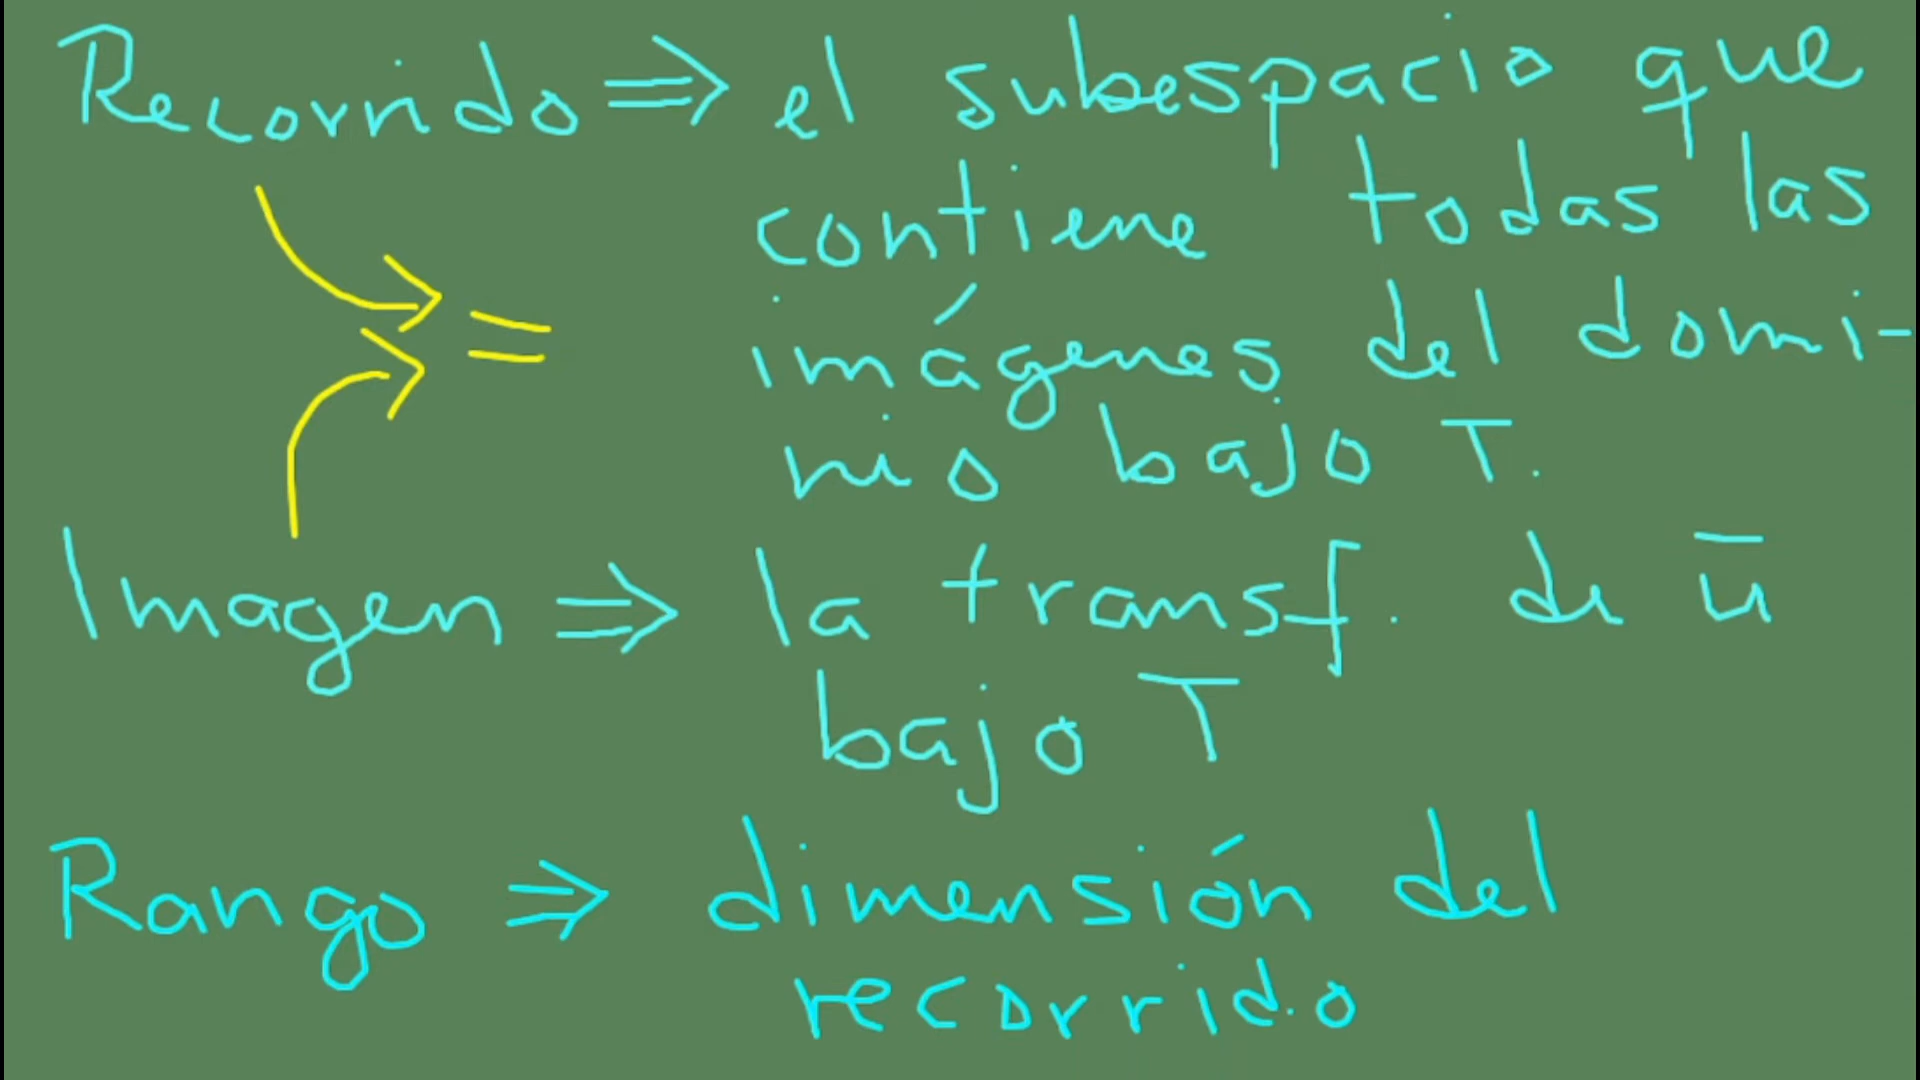 Recorrido ⇒ el subespacio que
contiene todas las
=
imágenes del domi-
nio bajo T.
Imagen ⇒ la transf. de ū
bajo T
Rango ⇒ dimensión del
recorrido